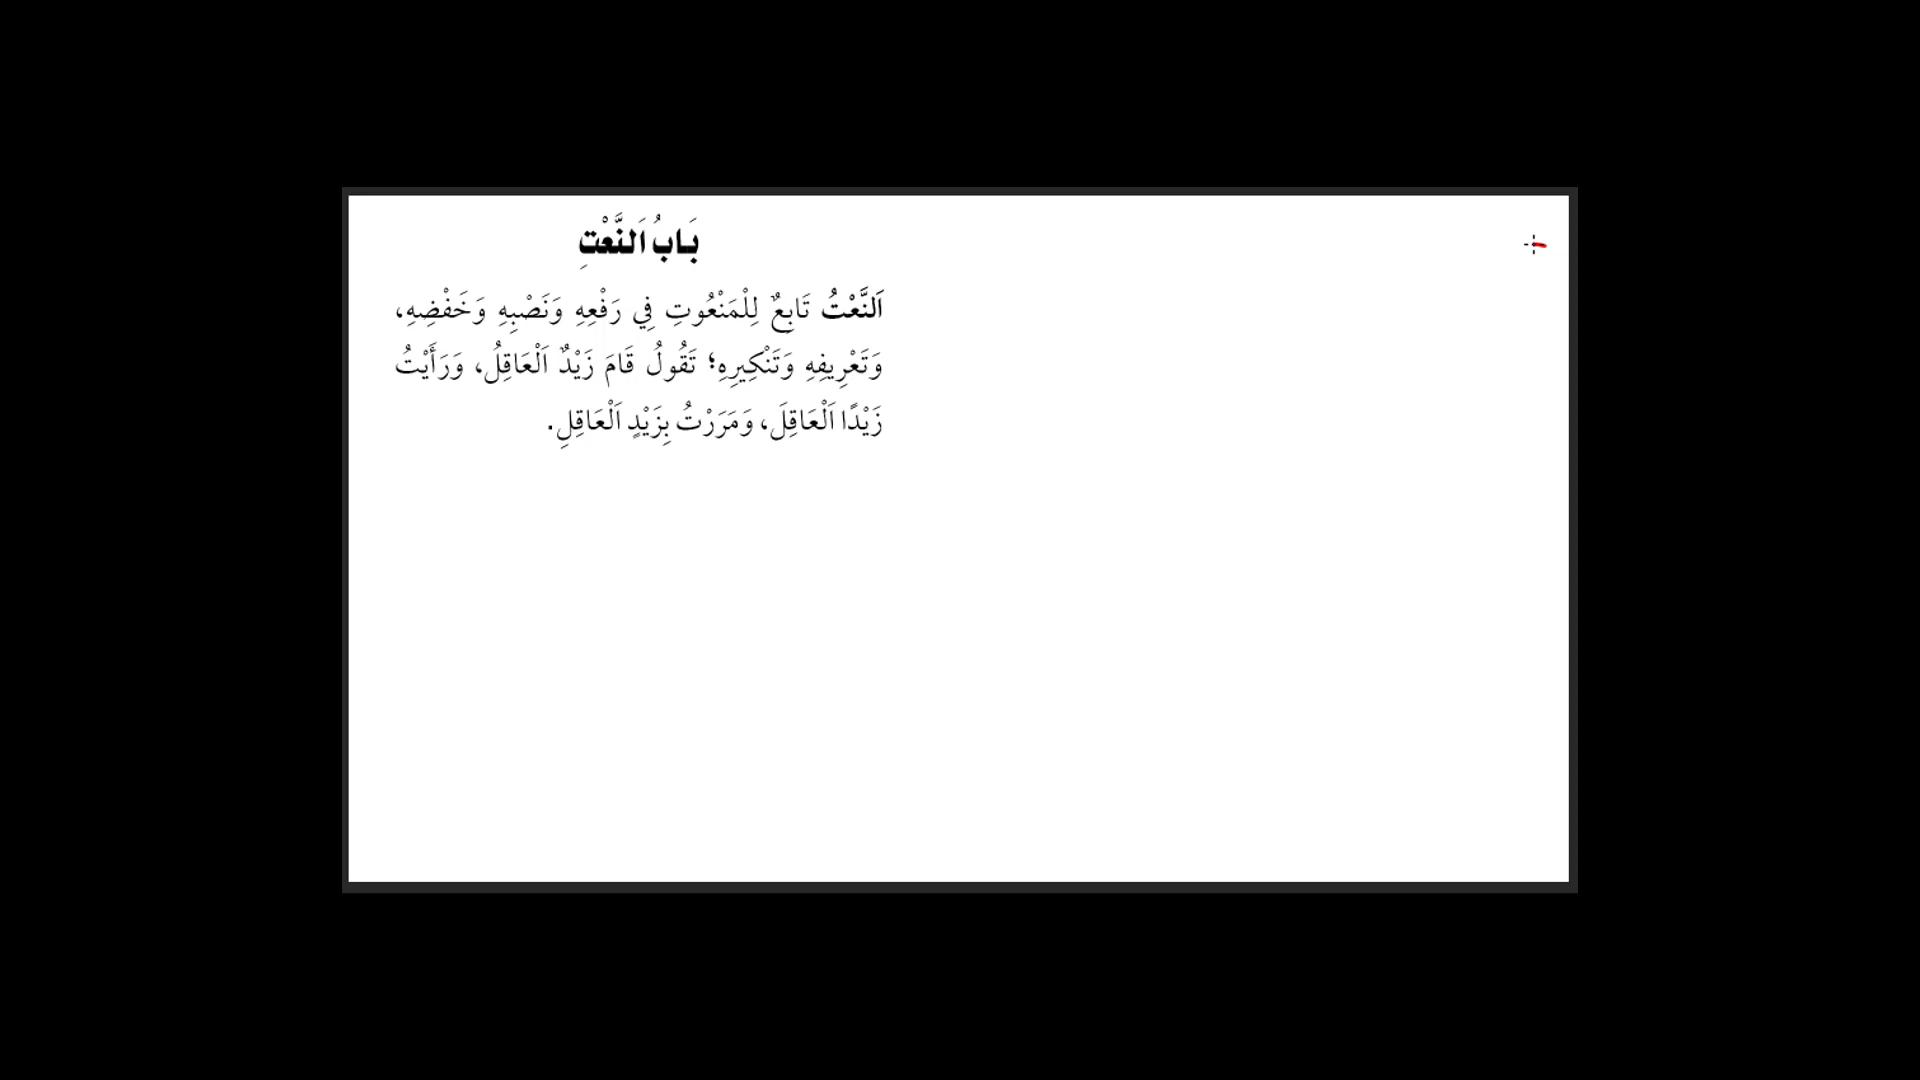 بَابُ اَلنَّعْتِ
اَلنَّعْتُ تَابِعٌ لِلْمَنْعُوتِ فِي رَفْعِهِ وَنَصْبِهِ وَخَفْضِهِ،
وَتَعْرِيفِهِ وَتَنْكِيرِهِ؛ تَقُولُ قَامَ زَيْدٌ اَلْعَاقِلُ، وَرَأَيْتُ
زَيْدًا اَلْعَاقِلَ، وَمَرَرْتُ بِزَيْدٍ اَلْعَاقِلِ.